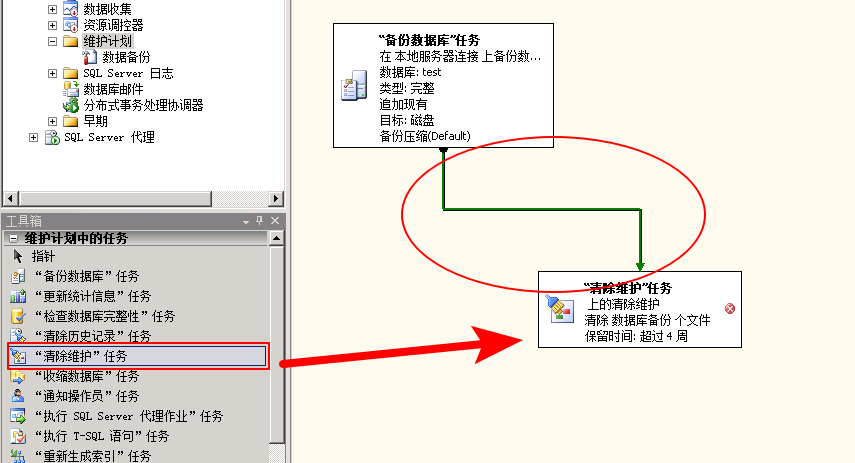 数据收集
资源调控器
维护计划
数据备份
SQL Server 日志
数据库邮件
分布式事务处理协调器
早期
SQL Server 代理
工具箱
维护计划中的任务
指针
“备份数据库”任务
“更新统计信息”任务
“检查数据库完整性”任务
“清除历史记录”任务
“清除维护”任务
“收缩数据库”任务
“通知操作员”任务
“执行 SQL Server 代理作业”任务
“执行 T-SQL 语句”任务
“重新生成索引”任务
“备份数据库”任务
在 本地服务器连接 上备份数...
数据库: test
类型: 完整
追加现有
目标: 磁盘
备份压缩(Default)
“清除维护”任务
上的清除维护
清除 数据库备份 个文件
保留时间: 超过 4 周